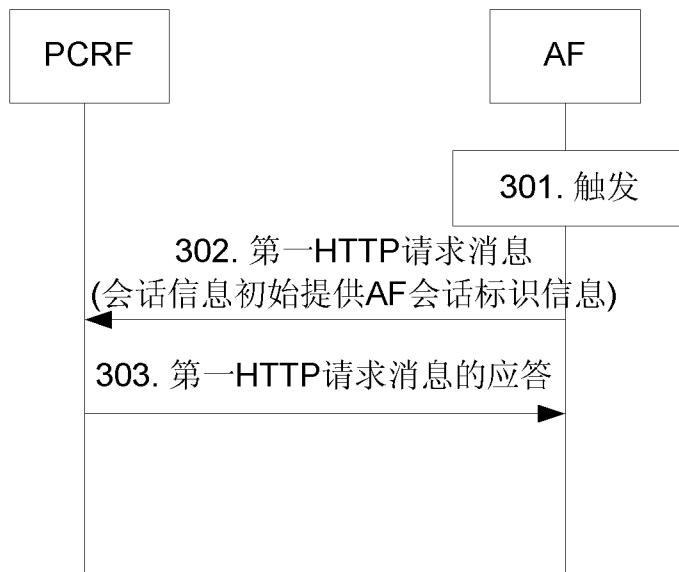 PCRF
AF
301. 触发
302. 第一HTTP请求消息
(会话信息初始提供AF会话标识信息)
303. 第一HTTP请求消息的应答